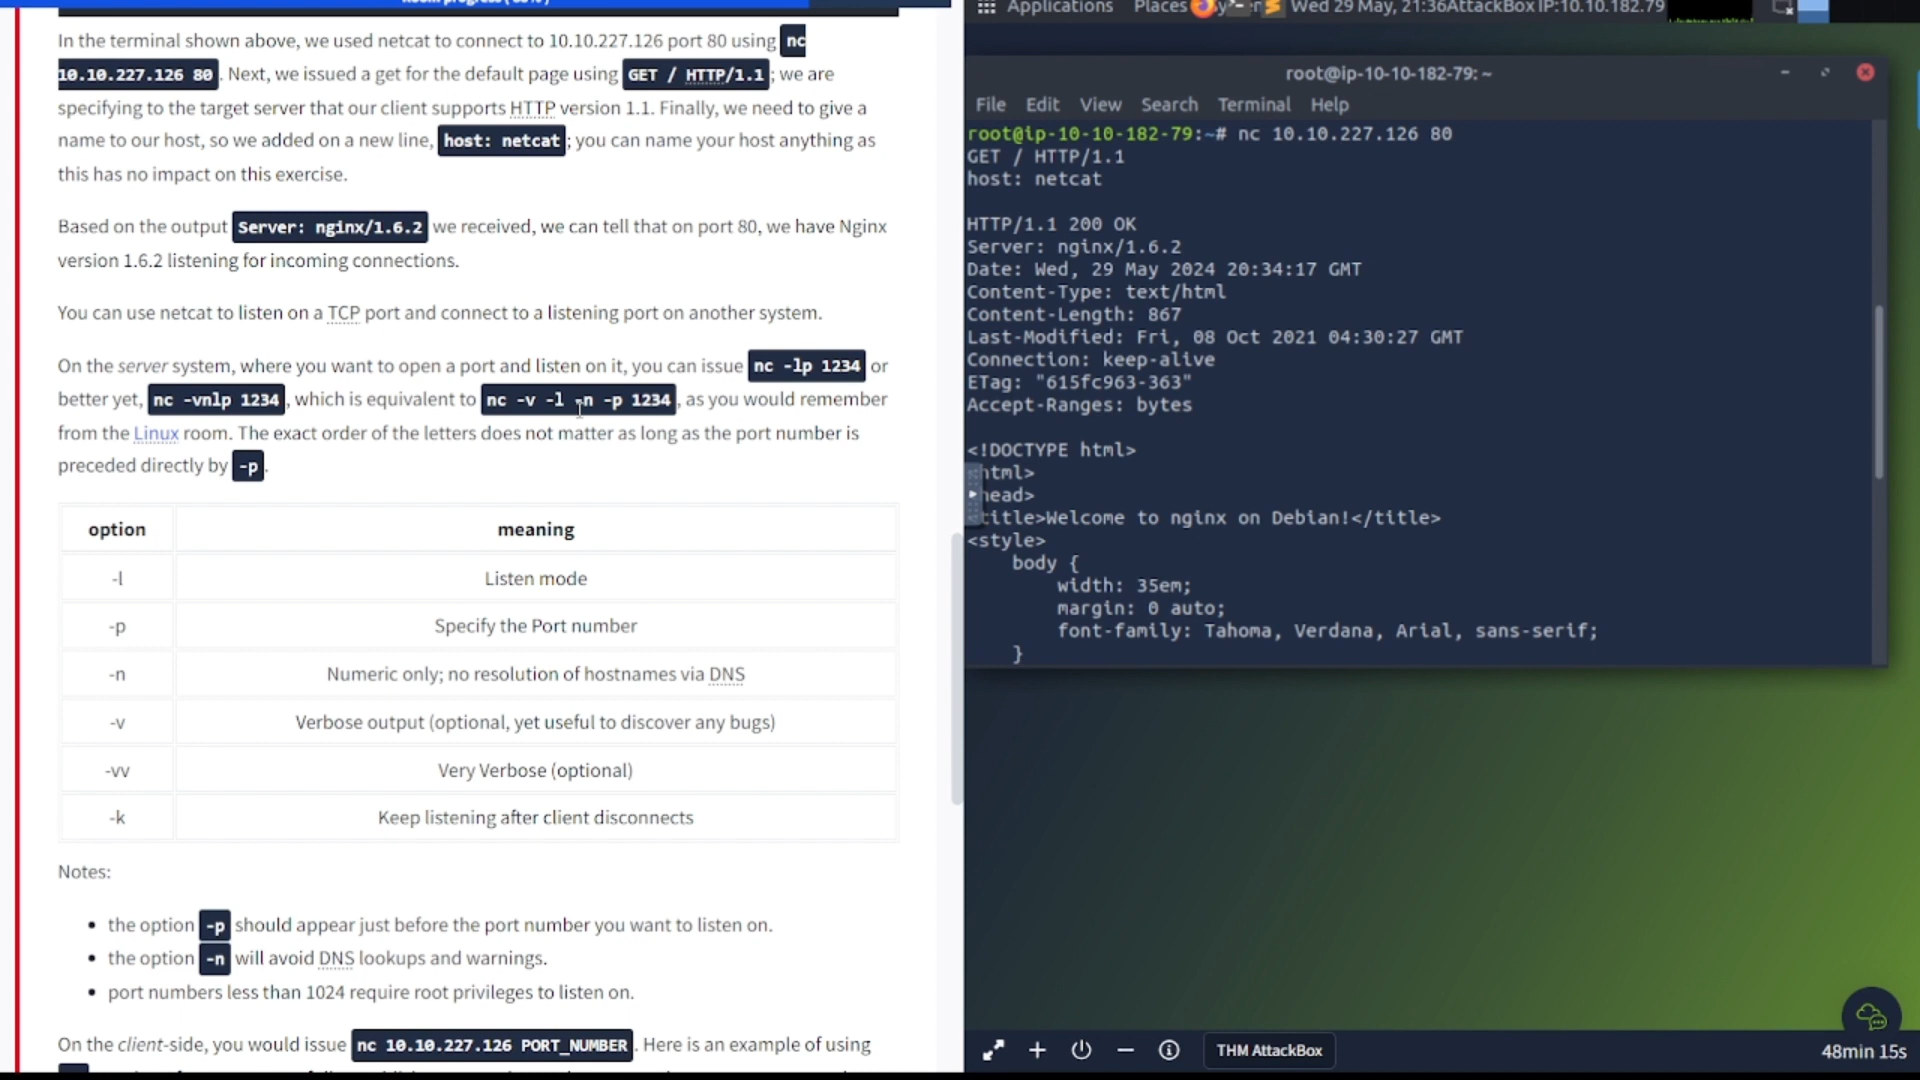 In the terminal shown above, we used netcat to connect to 10.10.227.126 port 80 using nc
10.10.227.126 80 . Next, we issued a get for the default page using GET / HTTP/1.1 ; we are
specifying to the target server that our client supports HTTP version 1.1. Finally, we need to give a
name to our host, so we added on a new line, host: netcat ; you can name your host anything as
this has no impact on this exercise.
Based on the output Server: nginx/1.6.2 we received, we can tell that on port 80, we have Nginx
version 1.6.2 listening for incoming connections.
You can use netcat to listen on a TCP port and connect to a listening port on another system.
On the server system, where you want to open a port and listen on it, you can issue nc -lp 1234 or
better yet, nc -vnlp 1234 , which is equivalent to nc -v -l -n -p 1234 , as you would remember
from the Linux room. The exact order of the letters does not matter as long as the port number is
preceded directly by -p .
option meaning
-l Listen mode
-p Specify the Port number
-n Numeric only; no resolution of hostnames via DNS
-v Verbose output (optional, yet useful to discover any bugs)
-vv Very Verbose (optional)
-k Keep listening after client disconnects
Notes:
• the option -p should appear just before the port number you want to listen on.
• the option -n will avoid DNS lookups and warnings.
• port numbers less than 1024 require root privileges to listen on.
On the client-side, you would issue nc 10.10.227.126 PORT_NUMBER . Here is an example of using
Applications Places Wed 29 May, 21:36 AttackBox IP:10.10.182.79
root@ip-10-10-182-79: ~
File Edit View Search Terminal Help
root@ip-10-10-182-79:~# nc 10.10.227.126 80
GET / HTTP/1.1
host: netcat
HTTP/1.1 200 OK
Server: nginx/1.6.2
Date: Wed, 29 May 2024 20:34:17 GMT
Content-Type: text/html
Content-Length: 867
Last-Modified: Fri, 08 Oct 2021 04:30:27 GMT
Connection: keep-alive
ETag: "615fc963-363"
Accept-Ranges: bytes
<!DOCTYPE html>
html>
head>
title>Welcome to nginx on Debian!</title>
<style>
body {
width: 35em;
margin: 0 auto;
font-family: Tahoma, Verdana, Arial, sans-serif;
}
THM AttackBox
48min 15s